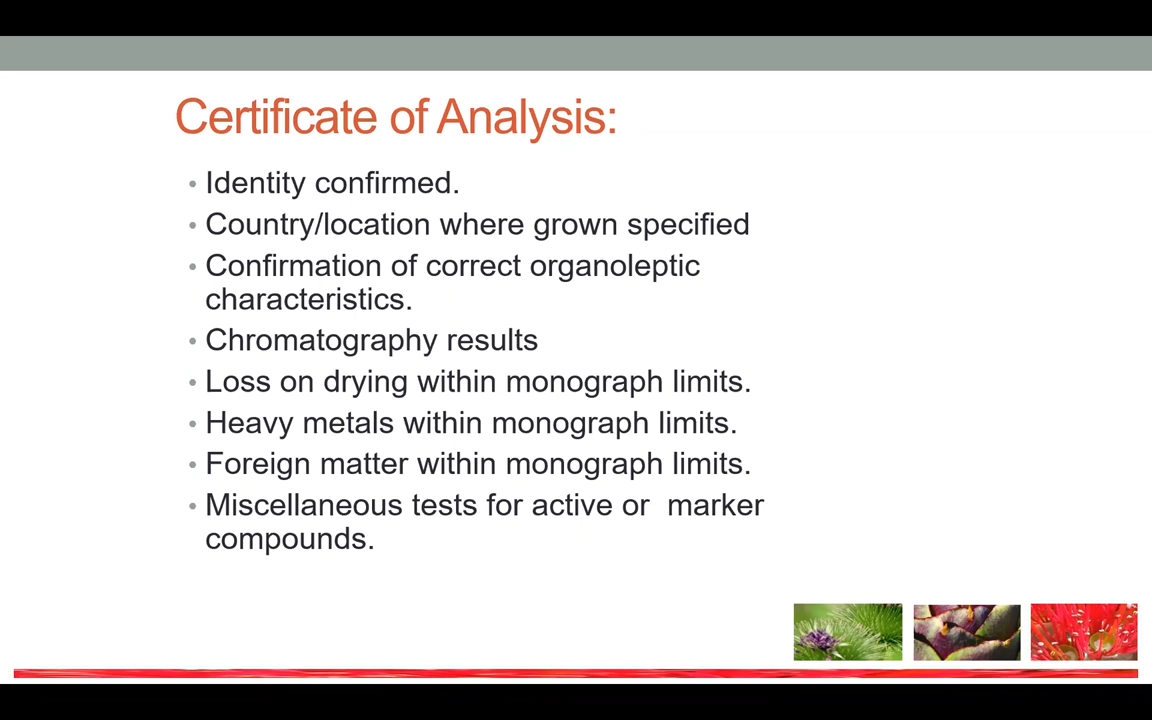 Certificate of Analysis:
• Identity confirmed.
• Country/location where grown specified
• Confirmation of correct organoleptic
characteristics.
• Chromatography results
• Loss on drying within monograph limits.
• Heavy metals within monograph limits.
• Foreign matter within monograph limits.
• Miscellaneous tests for active or  marker
compounds.